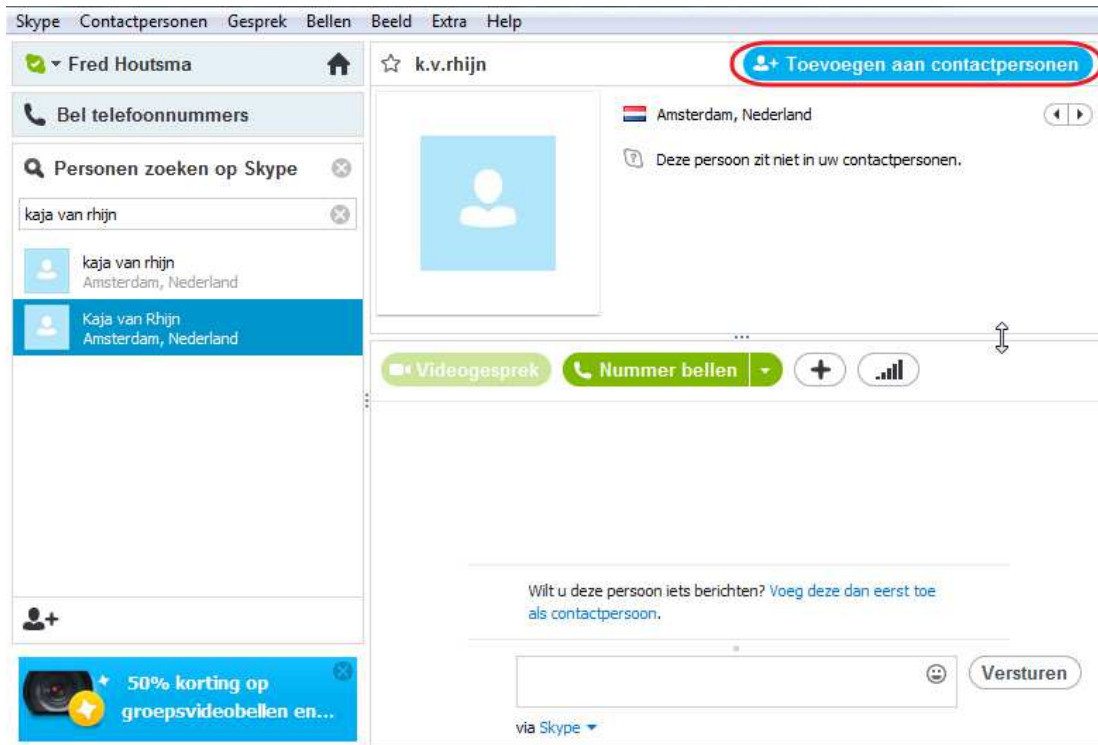 Skype Contactpersonen Gesprek Bellen Beeld Extra Help
Fred Houtsma
Bel telefoonnummers
Personen zoeken op Skype
kaja van rhijn
kaja van rhijn
Amsterdam, Nederland
Kaja van Rhijn
Amsterdam, Nederland
50% korting op
groepsvideobellen en...
k.v.rhijn
Toevoegen aan contactpersonen
Amsterdam, Nederland
Deze persoon zit niet in uw contactpersonen.
Videogesprek
Nummer bellen
Wilt u deze persoon iets berichten? Voeg deze dan eerst toe
als contactpersoon.
Versturen
via Skype